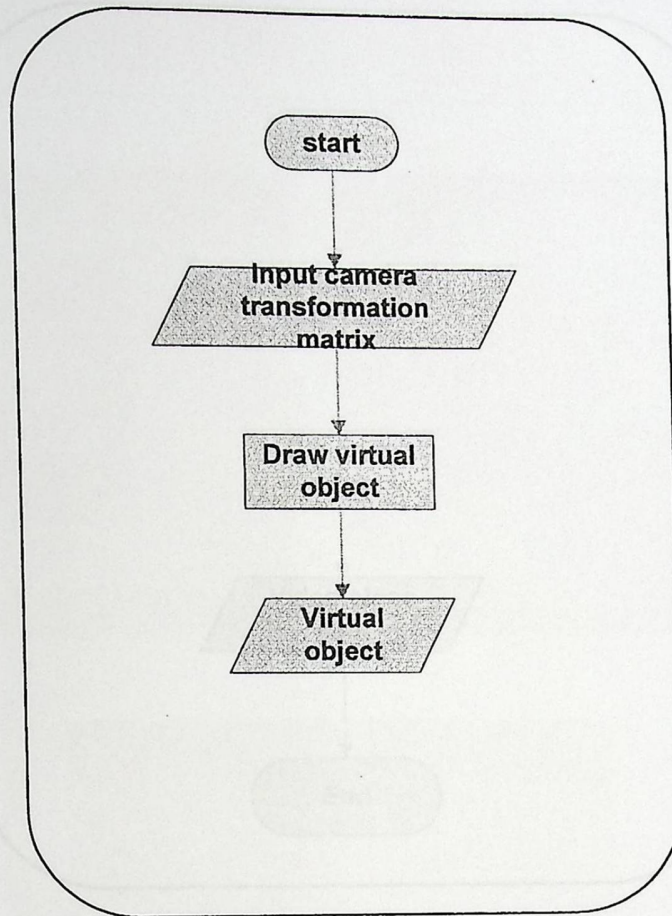 start
Input camera
transformation
matrix
Draw virtual
object
Virtual
object